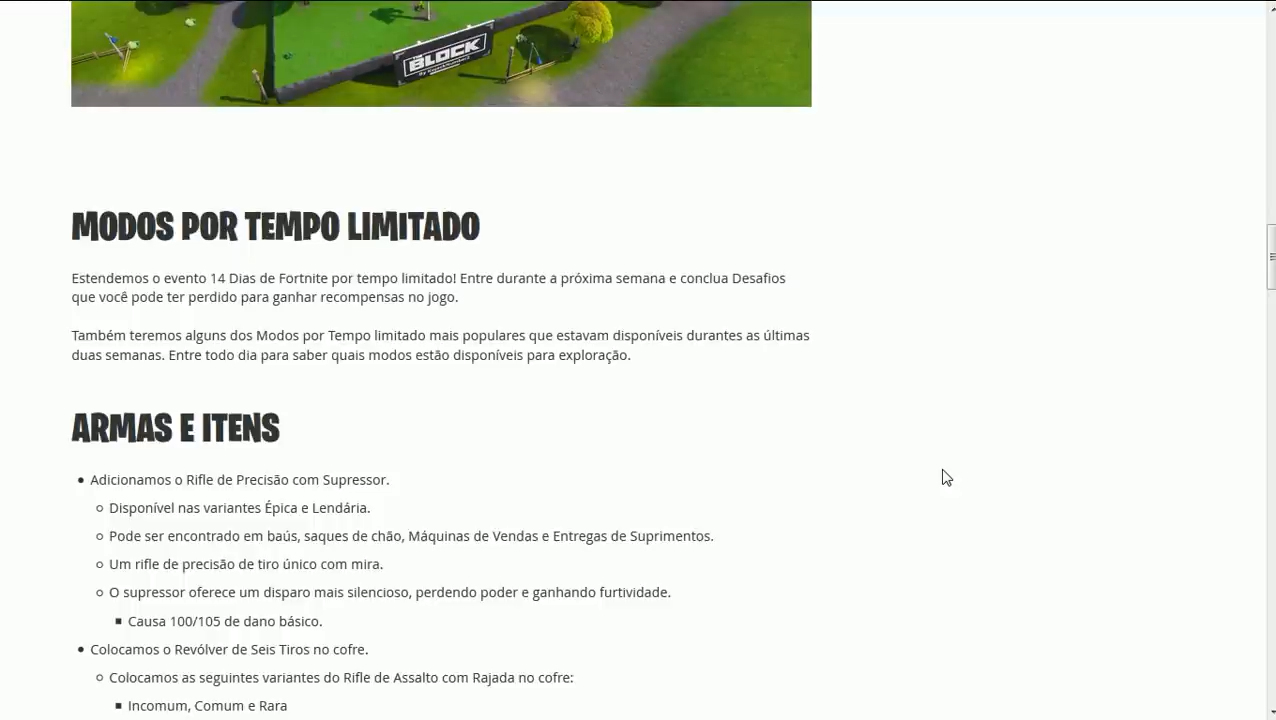 THE
BLOCK
MODOS POR TEMPO LIMITADO
Estendemos o evento 14 Dias de Fortnite por tempo limitado! Entre durante a próxima semana e conclua Desafios
que você pode ter perdido para ganhar recompensas no jogo.
Também teremos alguns dos Modos por Tempo limitado mais populares que estavam disponíveis durantes as últimas
duas semanas. Entre todo dia para saber quais modos estão disponíveis para exploração.
ARMAS E ITENS
• Adicionamos o Rifle de Precisão com Supressor.
○ Disponível nas variantes Épica e Lendária.
○ Pode ser encontrado em baús, saques de chão, Máquinas de Vendas e Entregas de Suprimentos.
○ Um rifle de precisão de tiro único com mira.
○ O supressor oferece um disparo mais silencioso, perdendo poder e ganhando furtividade.
▪ Causa 100/105 de dano básico.
• Colocamos o Revólver de Seis Tiros no cofre.
○ Colocamos as seguintes variantes do Rifle de Assalto com Rajada no cofre:
▪ Incomum, Comum e Rara